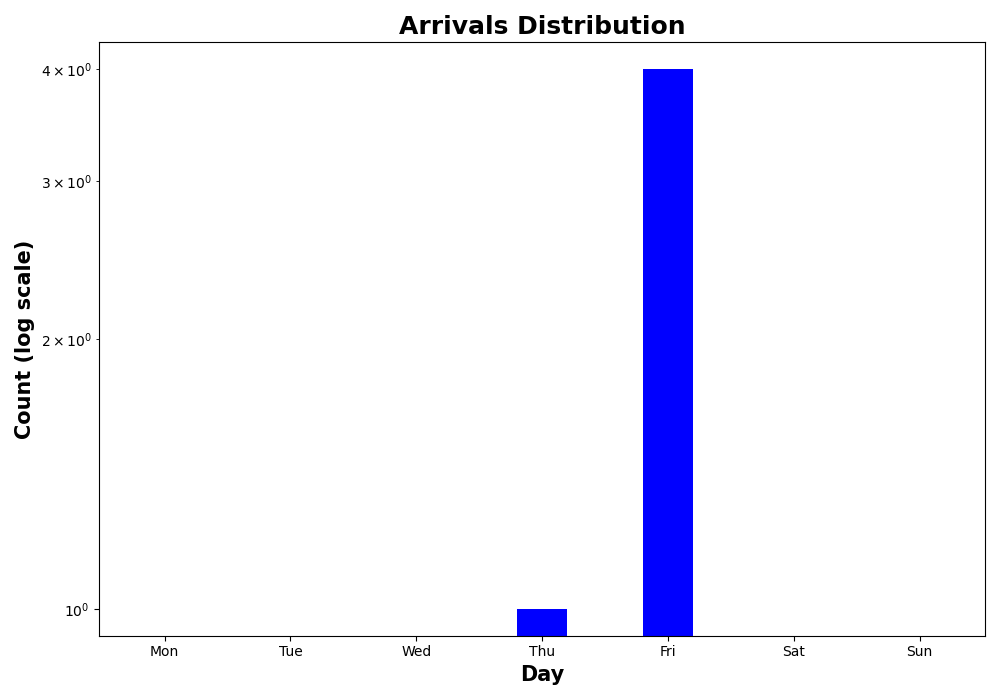 Arrivals Distribution
4 × 10⁰
3 × 10⁰
2 × 10⁰
10⁰
Count (log scale)
Mon Tue Wed Thu Fri Sat Sun
Day